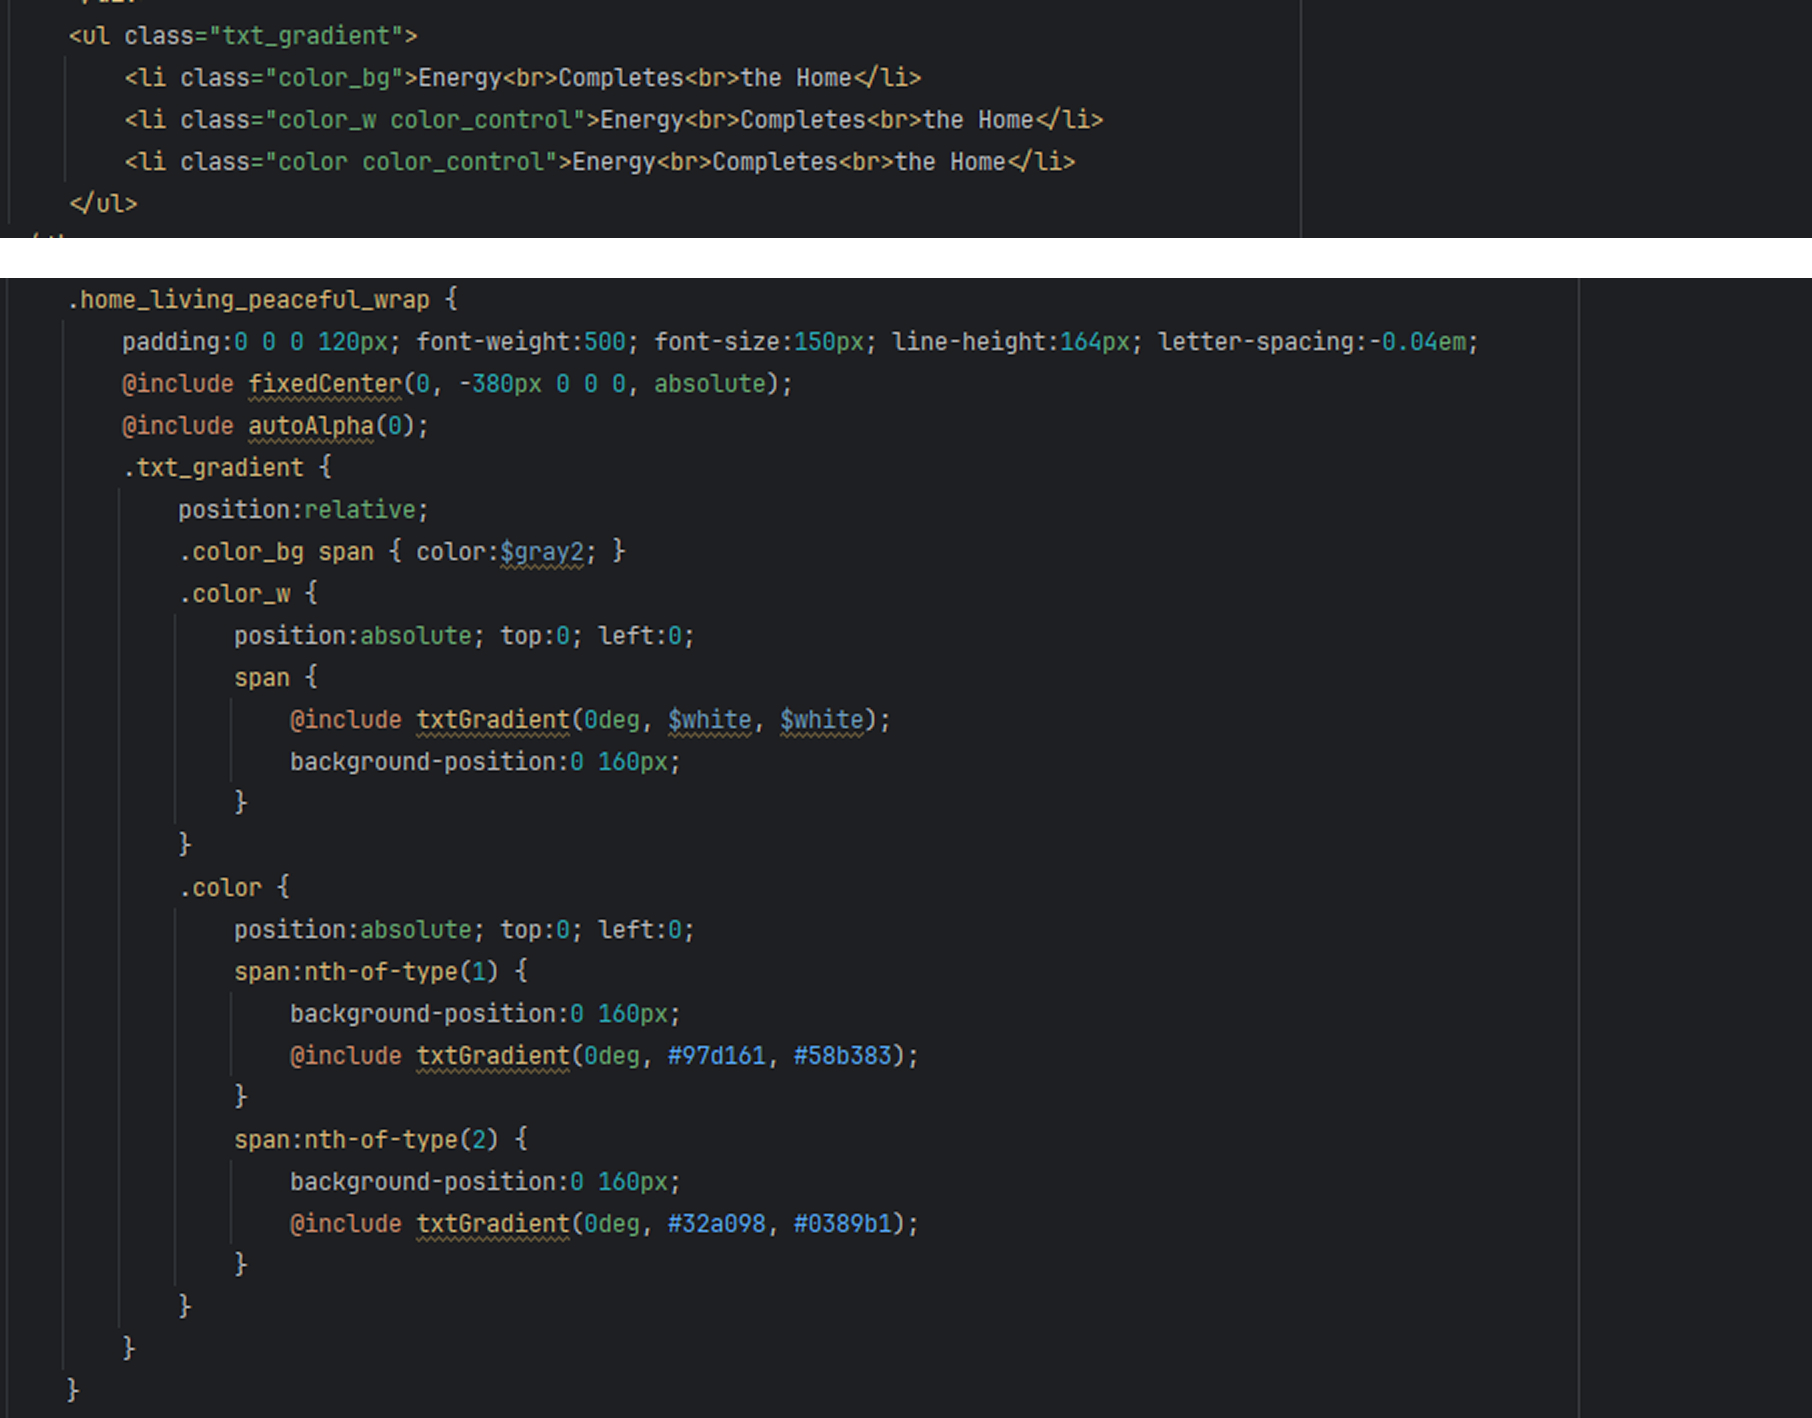 <ul class="txt_gradient">
<li class="color_bg">Energy<br>Completes<br>the Home</li>
<li class="color_w color_control">Energy<br>Completes<br>the Home</li>
<li class="color color_control">Energy<br>Completes<br>the Home</li>
</ul>
.home_living_peaceful_wrap {
padding:0 0 0 120px; font-weight:500; font-size:150px; line-height:164px; letter-spacing:-0.04em;
@include fixedCenter(0, -380px 0 0 0, absolute);
@include autoAlpha(0);
.txt_gradient {
position:relative;
.color_bg span { color:$gray2; }
.color_w {
position:absolute; top:0; left:0;
span {
@include txtGradient(0deg, $white, $white);
background-position:0 160px;
}
}
.color {
position:absolute; top:0; left:0;
span:nth-of-type(1) {
background-position:0 160px;
@include txtGradient(0deg, #97d161, #58b383);
}
span:nth-of-type(2) {
background-position:0 160px;
@include txtGradient(0deg, #32a098, #0389b1);
}
}
}
}